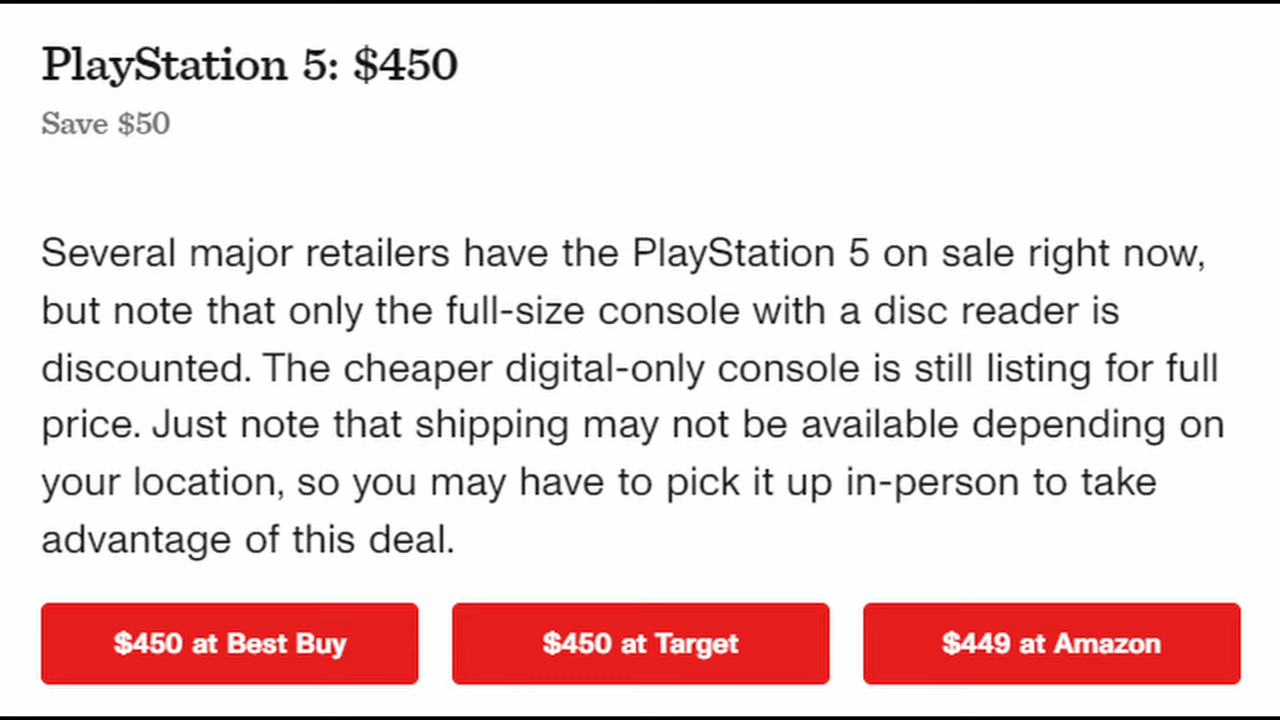 PlayStation 5: $450
Save $50
Several major retailers have the PlayStation 5 on sale right now,
but note that only the full-size console with a disc reader is
discounted. The cheaper digital-only console is still listing for full
price. Just note that shipping may not be available depending on
your location, so you may have to pick it up in-person to take
advantage of this deal.
$450 at Best Buy
$450 at Target
$449 at Amazon